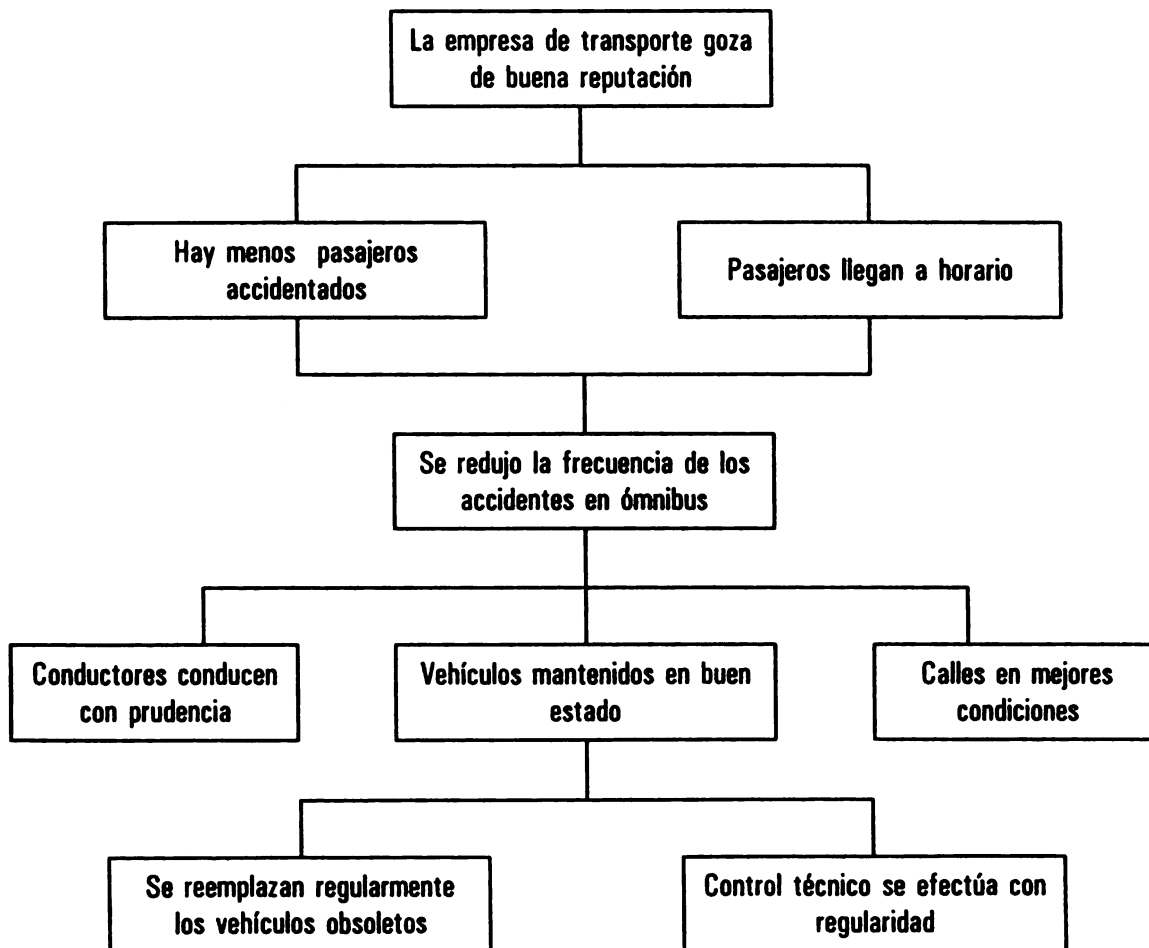 La empresa de transporte goza
de buena reputación
Hay menos pasajeros
accidentados
Pasajeros llegan a horario
Se redujo la frecuencia de los
accidentes en ómnibus
Conductores conducen
con prudencia
Vehículos mantenidos en buen
estado
Calles en mejores
condiciones
Se reemplazan regularmente
los vehículos obsoletos
Control técnico se efectúa con
regularidad